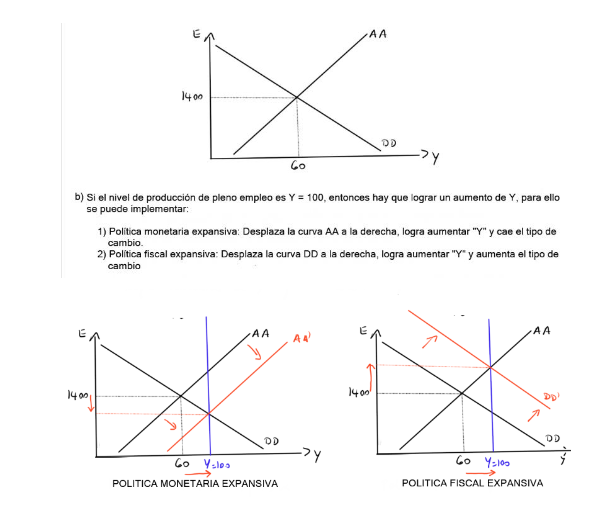 E
AA
1400
DD
Y
60
b) Si el nivel de producción de pleno empleo es Y = 100, entonces hay que lograr un aumento de Y, para ello
se puede implementar:
1) Política monetaria expansiva: Desplaza la curva AA a la derecha, logra aumentar "Y" y cae el tipo de
cambio.
2) Política fiscal expansiva: Desplaza la curva DD a la derecha, logra aumentar "Y" y aumenta el tipo de
cambio
E
AA
AA'
1400
DD
60
Y=100
Y
POLITICA MONETARIA EXPANSIVA
E
AA
1400
DD'
DD
60
Y=100
Y
POLITICA FISCAL EXPANSIVA